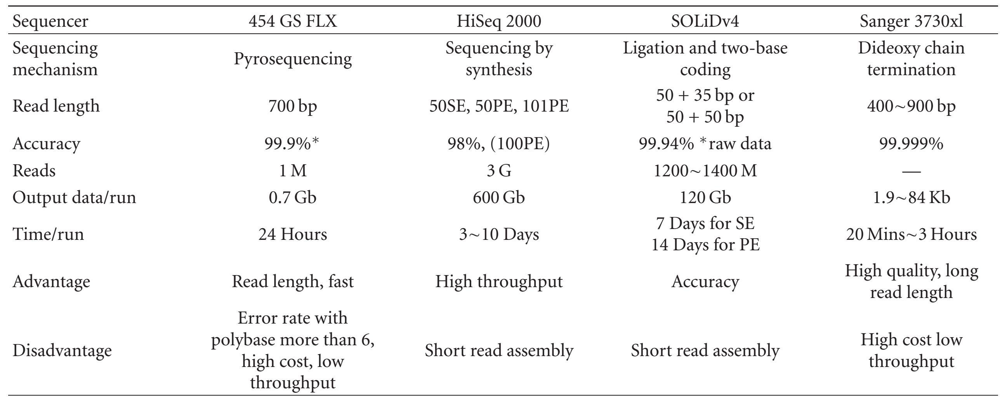 Sequencer 454 GS FLX HiSeq 2000 SOLiDv4 Sanger 3730xl
Sequencing mechanism Pyrosequencing Sequencing by synthesis Ligation and two-base coding Dideoxy chain termination
Read length 700 bp 50SE, 50PE, 101PE 50 + 35 bp or 50 + 50 bp 400~900 bp
Accuracy 99.9%* 98%, (100PE) 99.94% *raw data 99.999%
Reads 1 M 3 G 1200~1400 M —
Output data/run 0.7 Gb 600 Gb 120 Gb 1.9~84 Kb
Time/run 24 Hours 3~10 Days 7 Days for SE 14 Days for PE 20 Mins~3 Hours
Advantage Read length, fast High throughput Accuracy High quality, long read length
Disadvantage Error rate with polybase more than 6, high cost, low throughput Short read assembly Short read assembly High cost low throughput